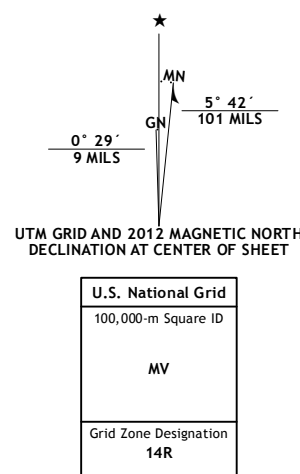 ★
MN
5° 42´
101 MILS
GN
0° 29´
9 MILS
UTM GRID AND 2012 MAGNETIC NORTH
DECLINATION AT CENTER OF SHEET
U.S. National Grid
100,000-m Square ID
MV
Grid Zone Designation
14R